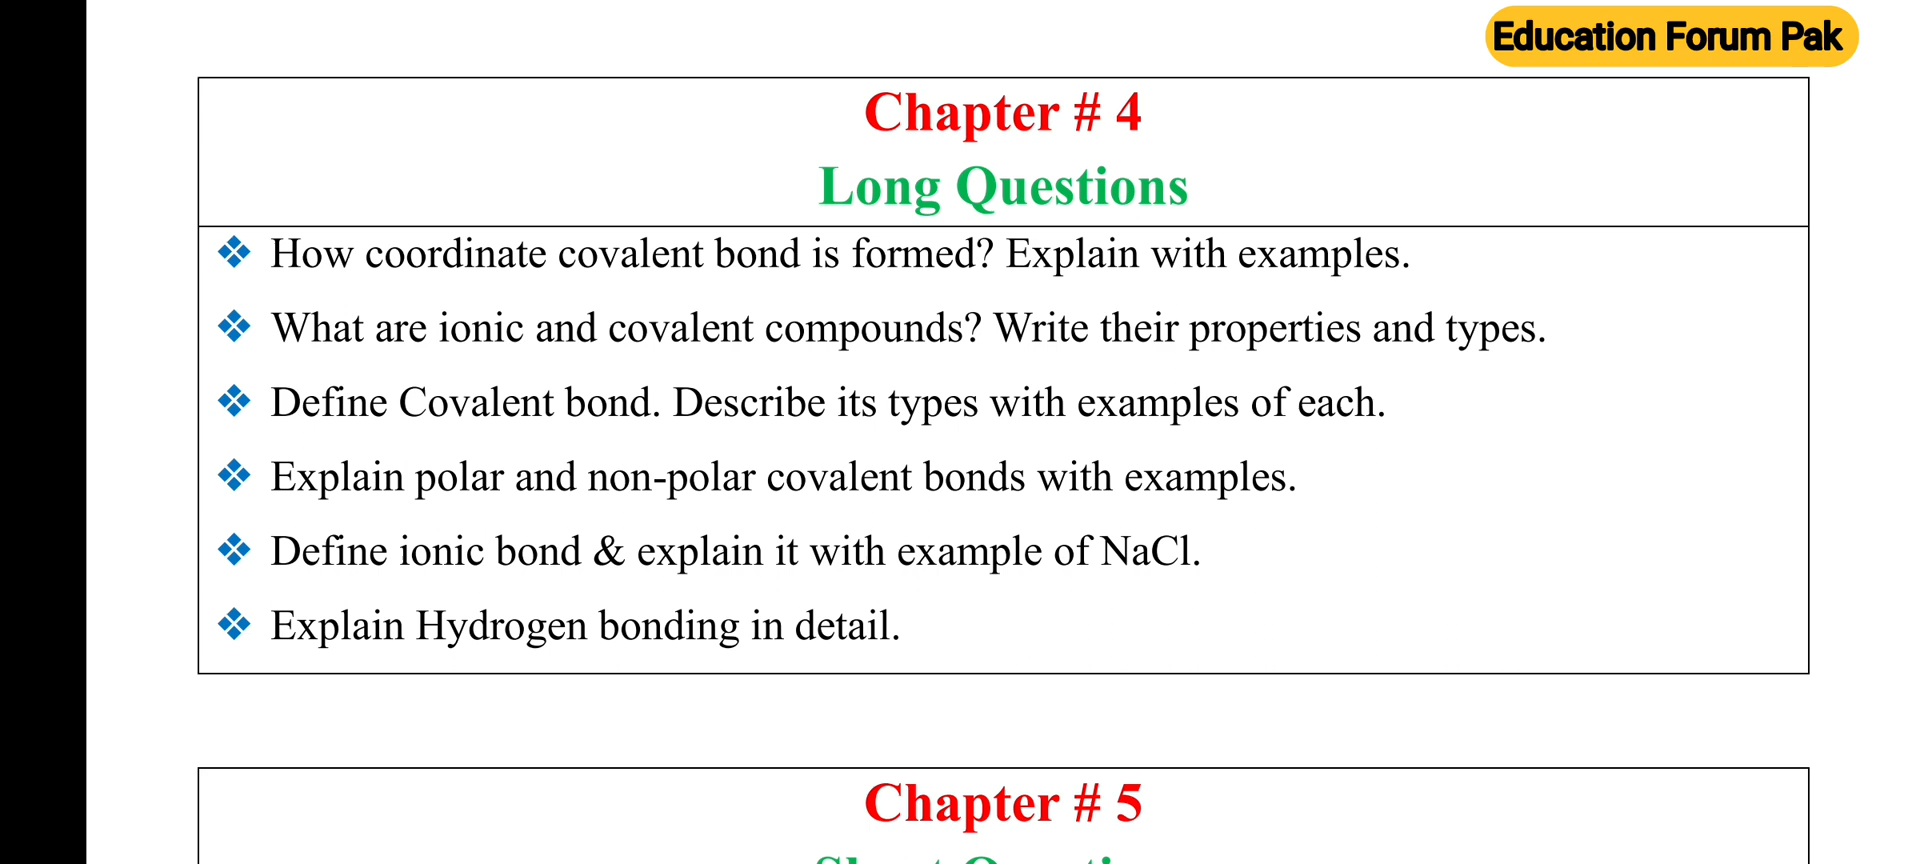 Education Forum Pak
Chapter # 4
Long Questions
❖ How coordinate covalent bond is formed? Explain with examples.
❖ What are ionic and covalent compounds? Write their properties and types.
❖ Define Covalent bond. Describe its types with examples of each.
❖ Explain polar and non-polar covalent bonds with examples.
❖ Define ionic bond & explain it with example of NaCl.
❖ Explain Hydrogen bonding in detail.
Chapter # 5